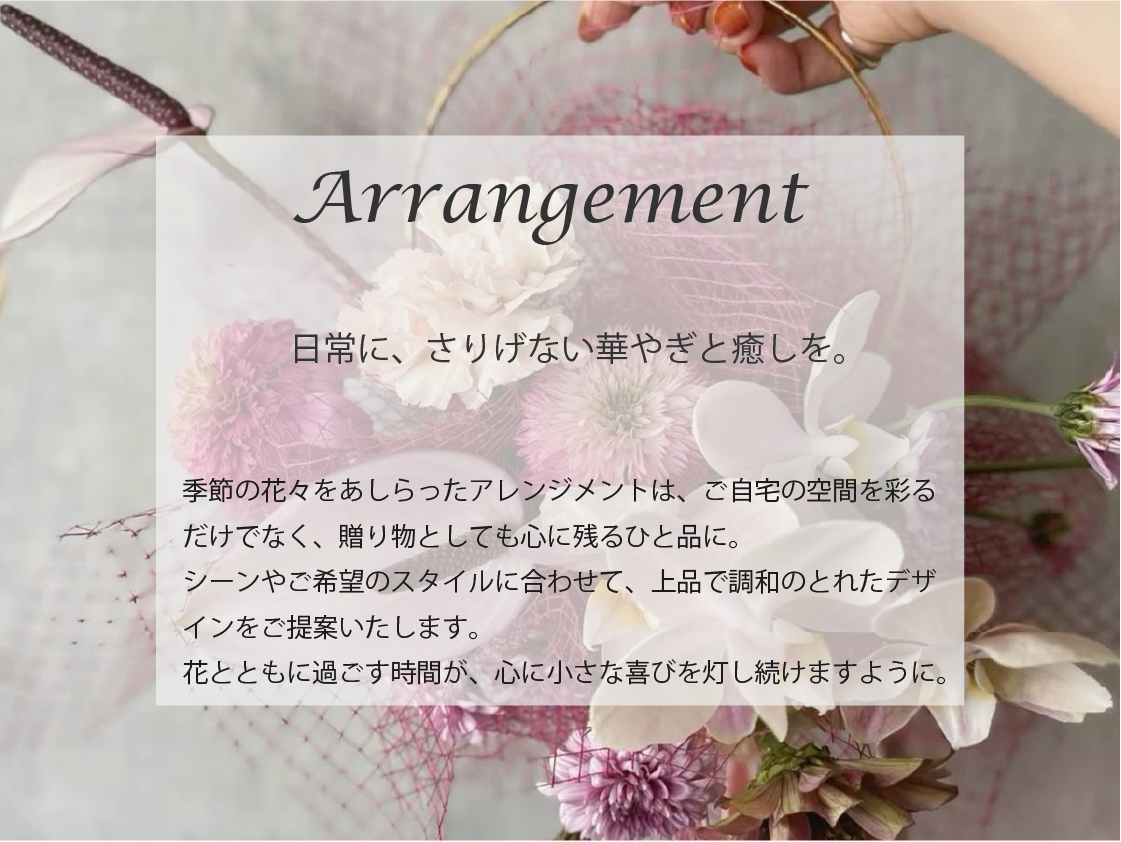 Arrangement
日常に、さりげない華やぎと癒しを。
季節の花々をあしらったアレンジメントは、ご自宅の空間を彩る
だけでなく、贈り物としても心に残るひと品に。
シーンやご希望のスタイルに合わせて、上品で調和のとれたデザ
インをご提案いたします。
花とともに過ごす時間が、心に小さな喜びを灯し続けますように。